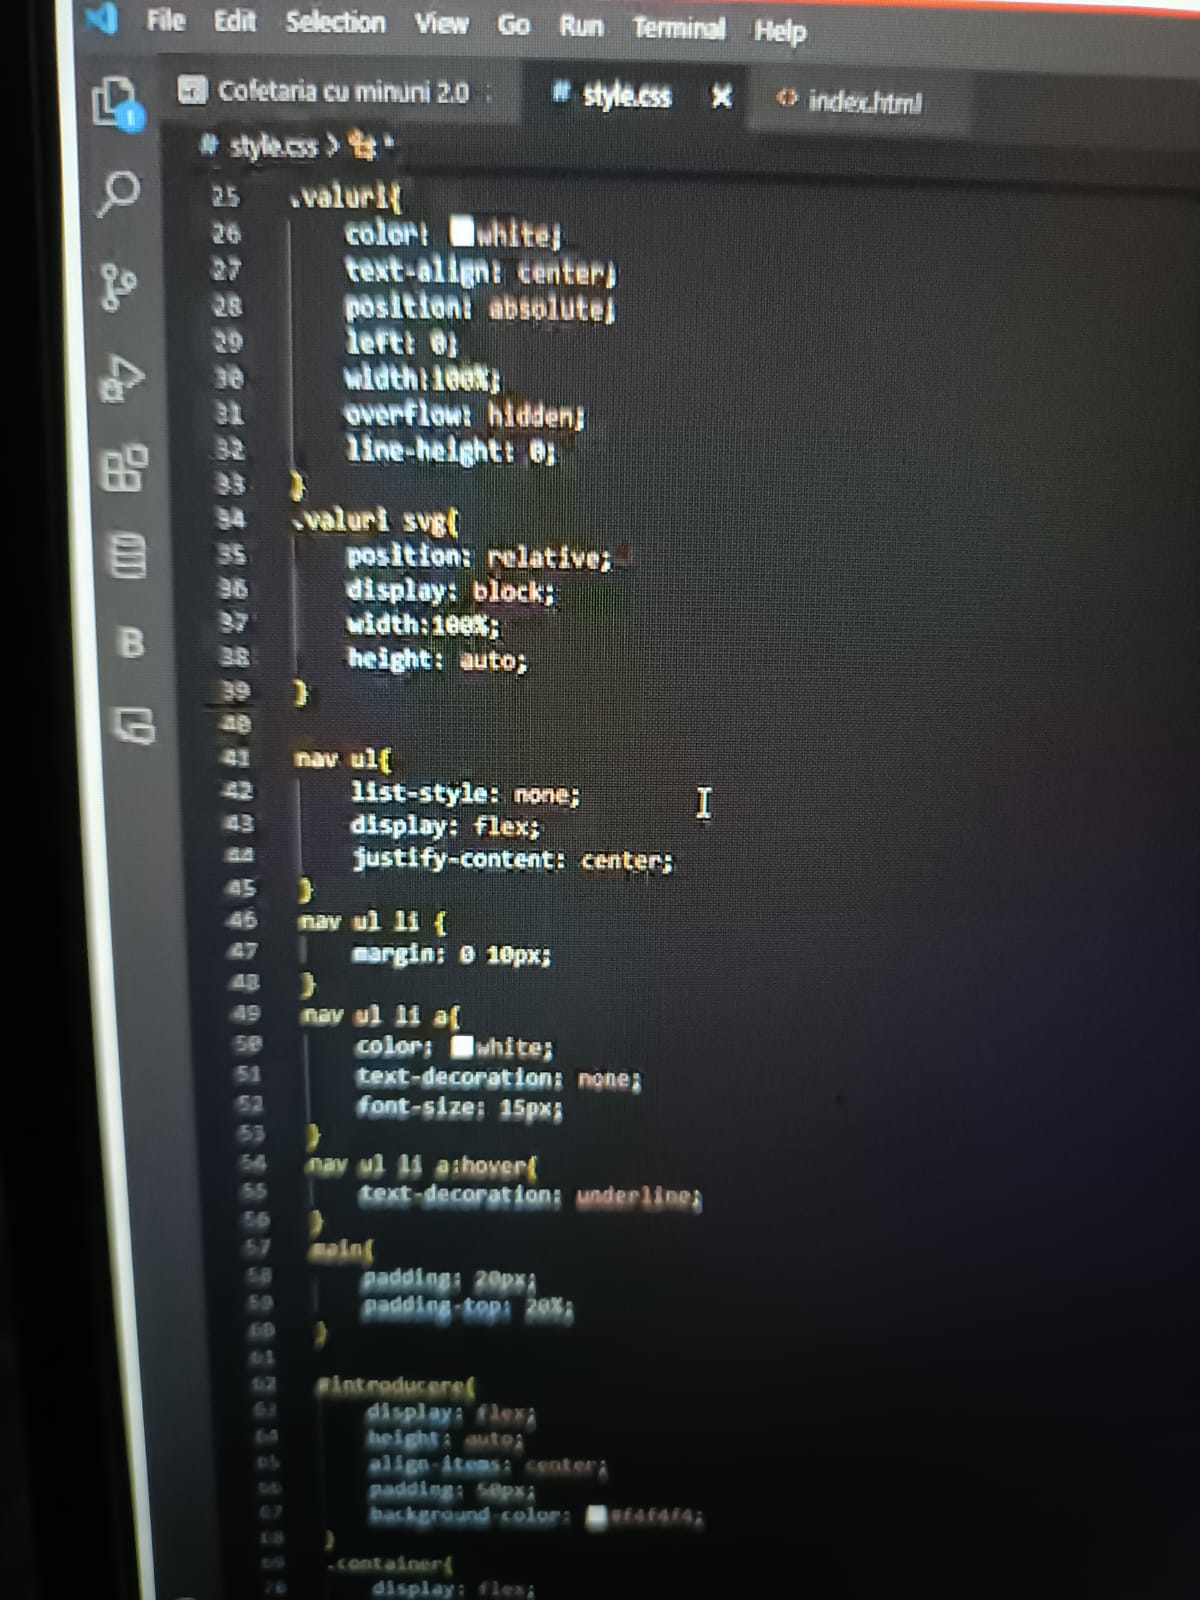 File Edit Selection View Go Run Terminal Help
Cofetaria cu minuni 2.0 : # style.css × <> index.html
# style.css > *
25 .valuri{
26 color: white;
27 text-align: center;
28 position: absolute;
29 left: 0;
30 width:100%;
31 overflow: hidden;
32 line-height: 0;
33 }
34 .valuri svg{
35 position: relative;
36 display: block;
37 width:100%;
38 height: auto;
39 }
40
41 nav ul{
42 list-style: none;
43 display: flex;
44 justify-content: center;
45 }
46 nav ul li {
47 margin: 0 10px;
48 }
49 nav ul li a{
50 color: white;
51 text-decoration: none;
52 font-size: 15px;
53 }
54 nav ul li a:hover{
55 text-decoration: underline;
56 }
57 main{
58 padding: 20px;
59 padding-top: 20%;
60 }
61
62 #introducere{
63 display: flex;
64 height: auto;
65 align-items: center;
66 padding: 50px;
67 background-color: #f4f4f4;
68 }
69 .container{
70 display: flex;